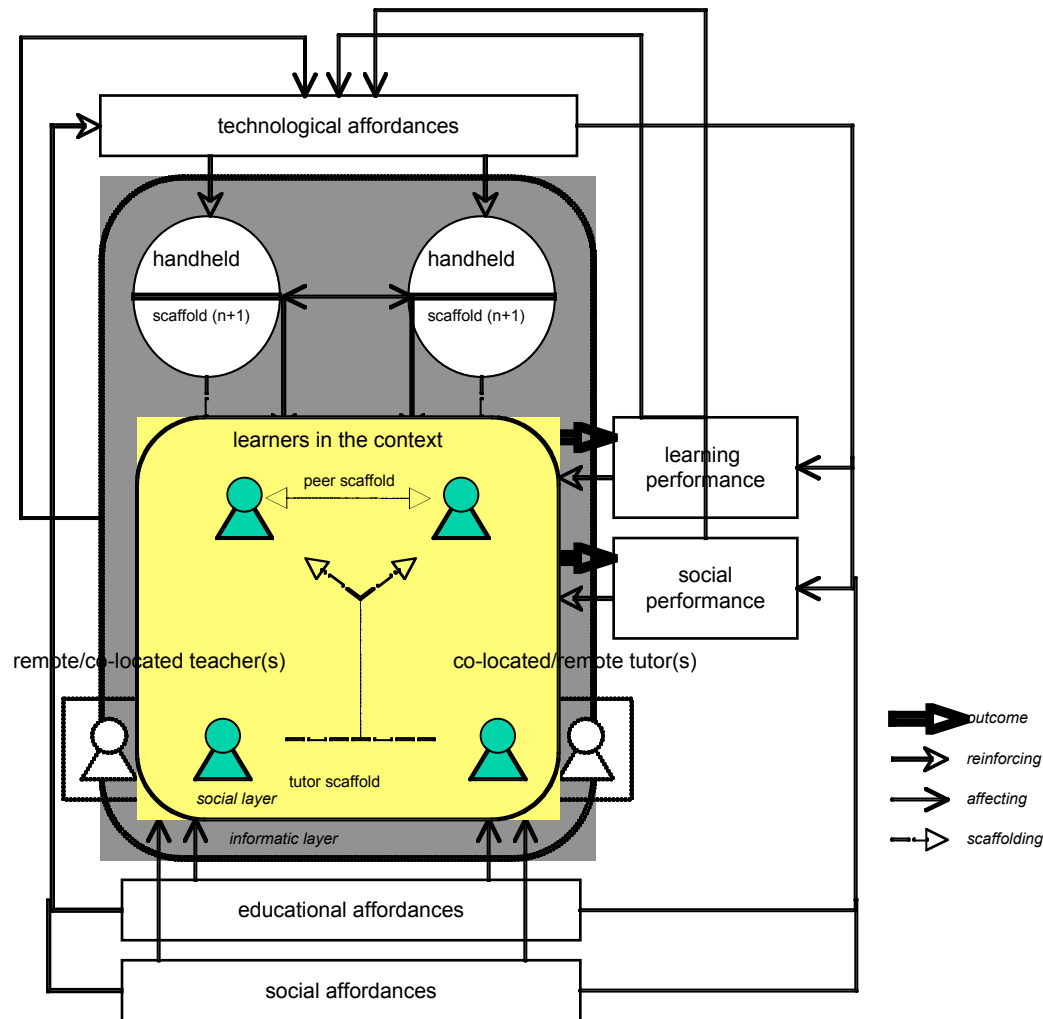 technological affordances
handheld
handheld
scaffold (n+1)
scaffold (n+1)
learners in the context
peer scaffold
learning
performance
social
performance
remote/co-located teacher(s)
co-located/remote tutor(s)
outcome
reinforcing
affecting
scaffolding
tutor scaffold
social layer
informatic layer
educational affordances
social affordances